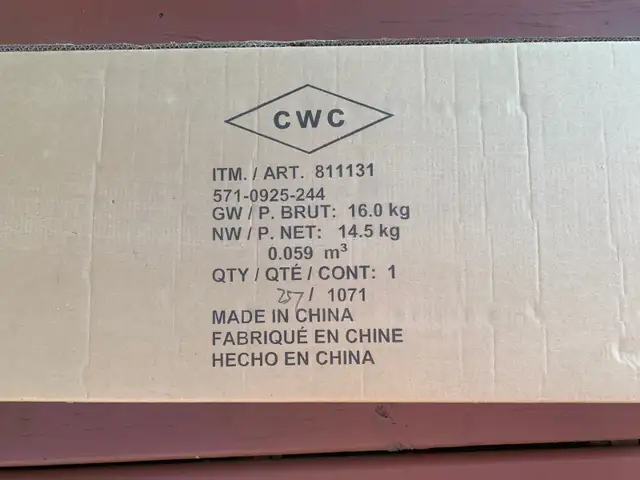 CWC
ITM. / ART. 811131
571-0925-244
GW / P. BRUT: 16.0 kg
NW / P. NET: 14.5 kg
0.059 m³
QTY / QTÉ / CONT: 1
257 / 1071
MADE IN CHINA
FABRIQUÉ EN CHINE
HECHO EN CHINA